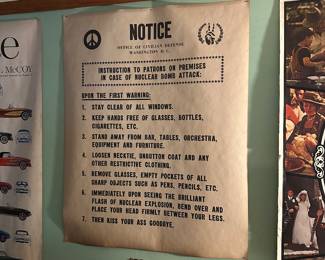 e
McCOY
NOTICE
OFFICE OF CIVILIAN DEFENSE
WASHINGTON D. C.
INSTRUCTION TO PATRONS ON PREMISES
IN CASE OF NUCLEAR BOMB ATTACK:
UPON THE FIRST WARNING:
1. STAY CLEAR OF ALL WINDOWS.
2. KEEP HANDS FREE OF GLASSES, BOTTLES,
CIGARETTES, ETC.
3. STAND AWAY FROM BAR, TABLES, ORCHESTRA,
EQUIPMENT AND FURNITURE.
4. LOOSEN NECKTIE, UNBUTTON COAT AND ANY
OTHER RESTRICTIVE CLOTHING.
5. REMOVE GLASSES, EMPTY POCKETS OF ALL
SHARP OBJECTS SUCH AS PENS, PENCILS, ETC.
6. IMMEDIATELY UPON SEEING THE BRILLIANT
FLASH OF NUCLEAR EXPLOSION, BEND OVER AND
PLACE YOUR HEAD FIRMLY BETWEEN YOUR LEGS.
7. THEN KISS YOUR ASS GOODBYE.